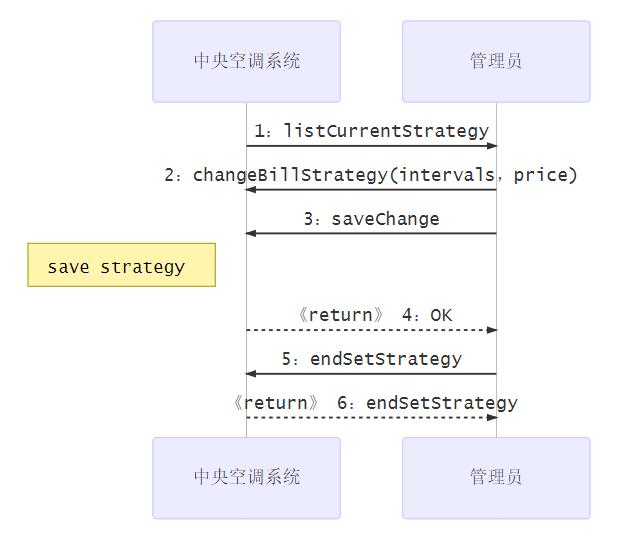 中央空调系统
管理员
1：listCurrentStrategy
2：changeBillStrategy(intervals，price)
3：saveChange
save strategy
《return》 4：OK
5：endSetStrategy
《return》 6：endSetStrategy
中央空调系统
管理员